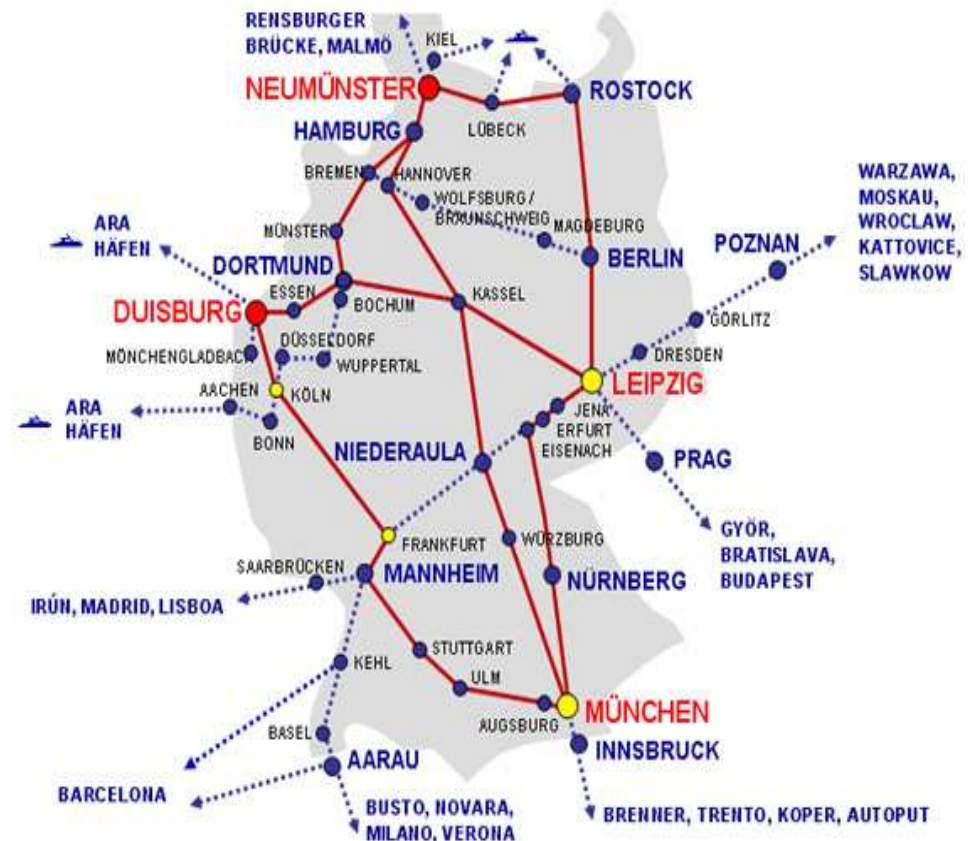 RENSBURGER
BRÜCKE, MALMÖ
KIEL
NEUMÜNSTER
ROSTOCK
LÜBECK
HAMBURG
BREMEN
HANNOVER
WOLFSBURG/
BRAUNSCHWEIG
WARZAWA,
MOSKAU,
WROCLAW,
KATTOVICE,
SLAWKOW
ARA
HÄFEN
MÜNSTER
MAGDEBURG
POZNAN
DORTMUND
BERLIN
ESSEN
BOCHUM
KASSEL
DUISBURG
GÖRLITZ
DÜSSELDORF
MÖNCHENGLADBACH
WUPPERTAL
DRESDEN
LEIPZIG
AACHEN
KÖLN
ARA
HÄFEN
BONN
JENA
ERFURT
EISENACH
NIEDERAULA
PRAG
FRANKFURT
WÜRZBURG
GYÖR,
BRATISLAVA,
BUDAPEST
SAARBRÜCKEN
MANNHEIM
NÜRNBERG
IRÚN, MADRID, LISBOA
STUTTGART
KEHL
ULM
MÜNCHEN
AUGSBURG
BASEL
AARAU
INNSBRUCK
BARCELONA
BUSTO, NOVARA,
MILANO, VERONA
BRENNER, TRENTO, KOPER, AUTOPUT